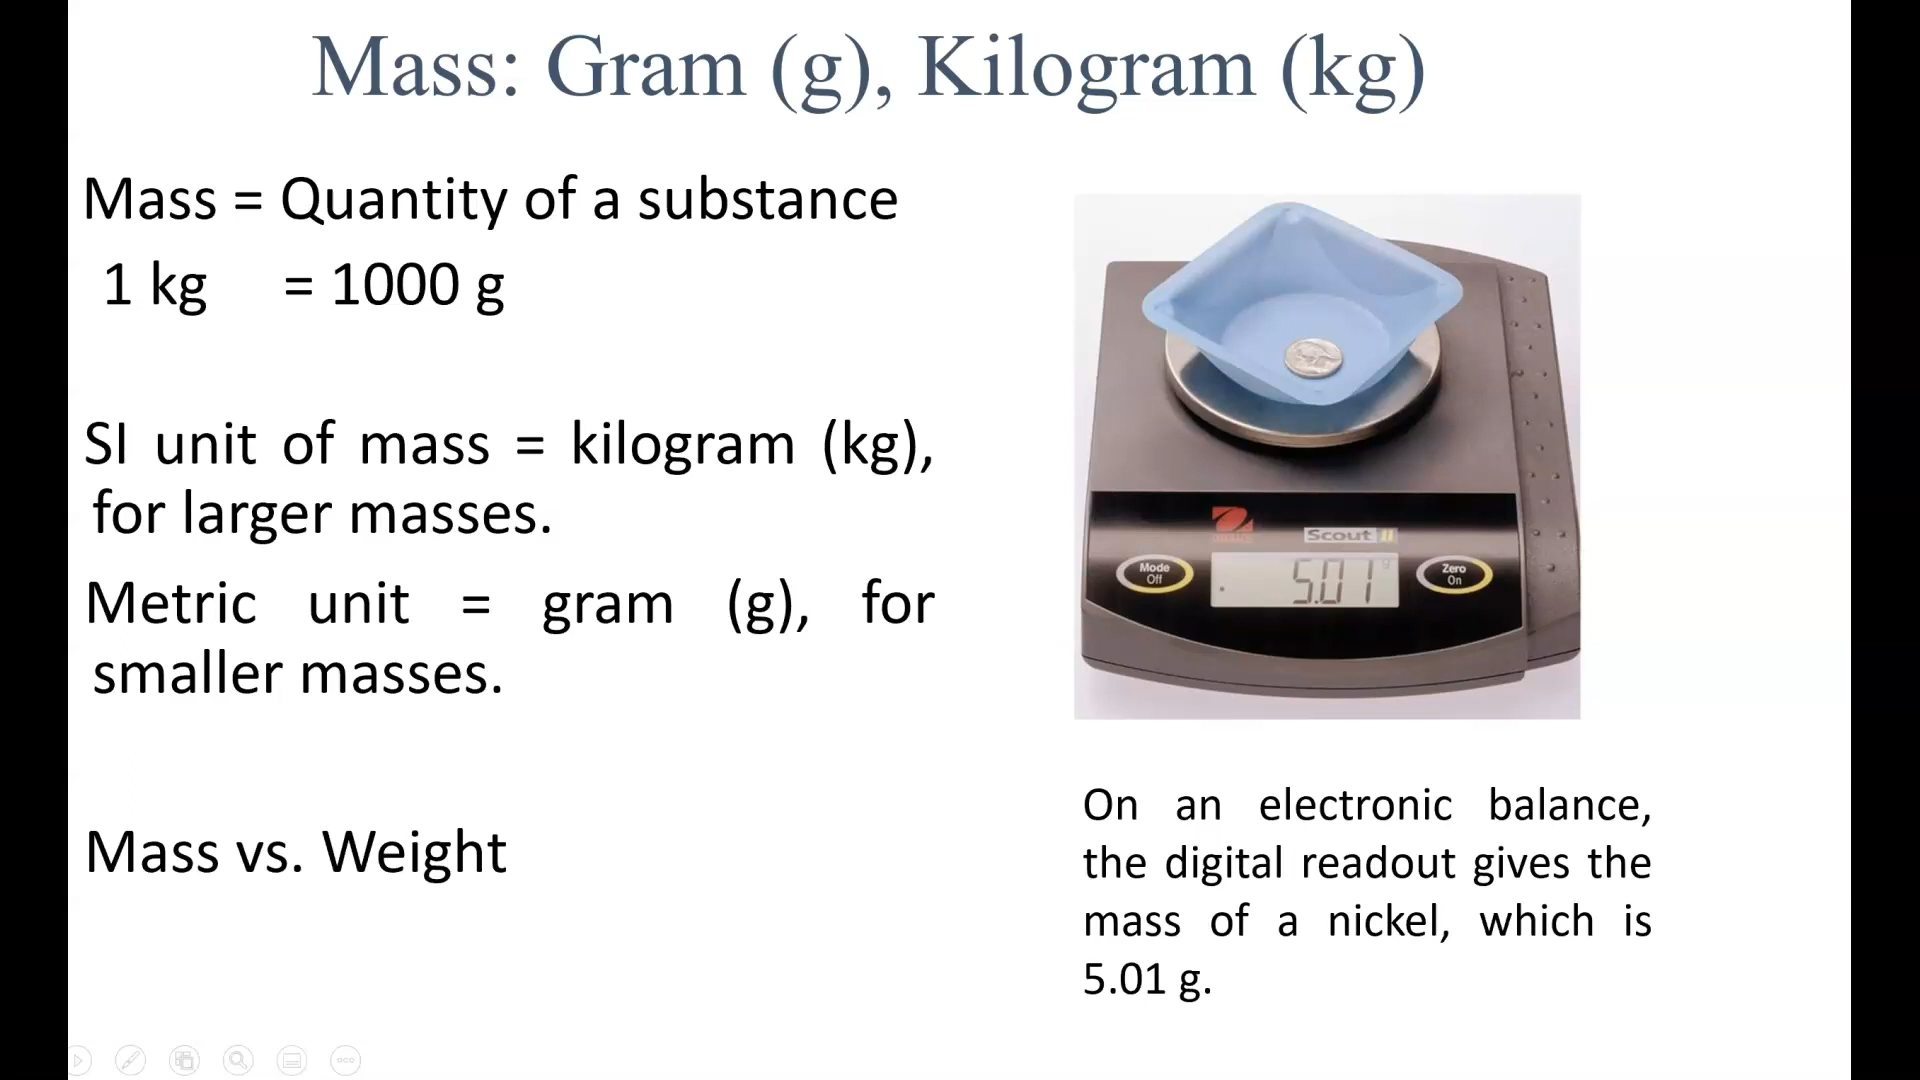 Mass: Gram (g), Kilogram (kg)
Mass = Quantity of a substance
1 kg = 1000 g
SI unit of mass = kilogram (kg),
for larger masses.
Metric unit = gram (g), for
smaller masses.
Mass vs. Weight
Scout II
Mode
Off
5.01 g
Zero
On
On an electronic balance,
the digital readout gives the
mass of a nickel, which is
5.01 g.